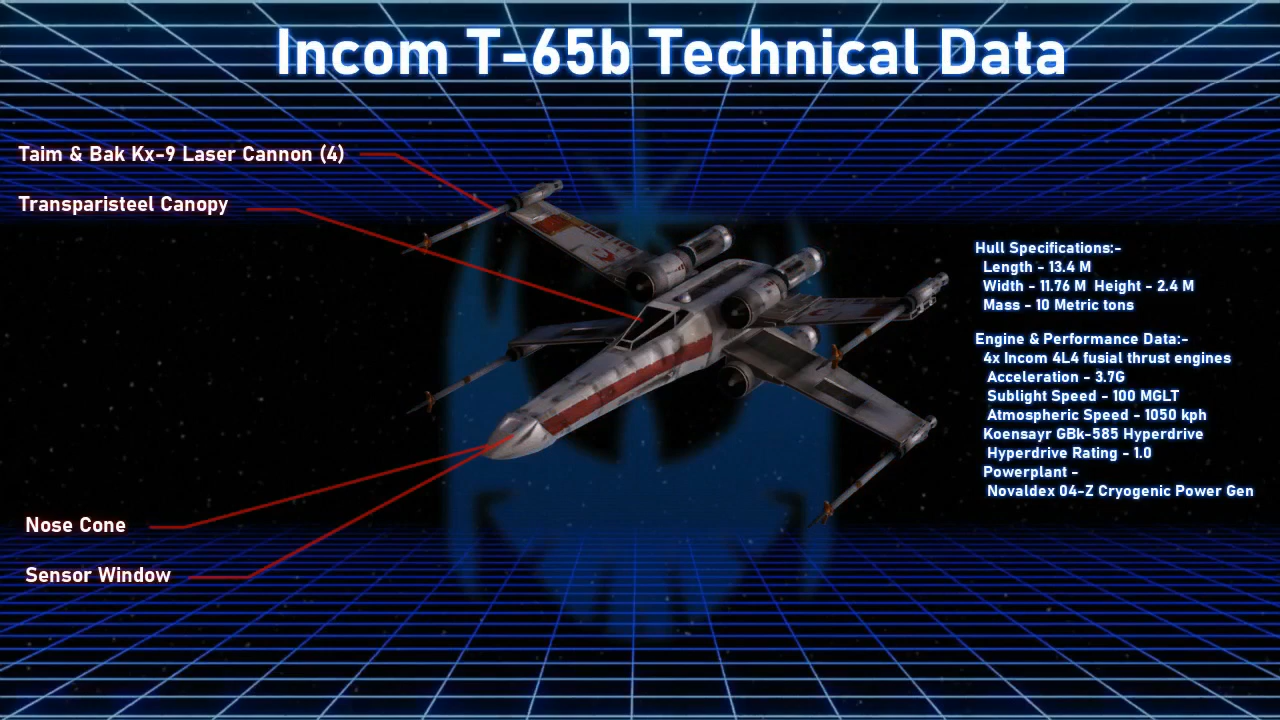 Incom T-65b Technical Data
Taim & Bak Kx-9 Laser Cannon (4)
Transparisteel Canopy
Nose Cone
Sensor Window
Hull Specifications:-
Length - 13.4 M
Width - 11.76 M  Height - 2.4 M
Mass - 10 Metric tons
Engine & Performance Data:-
4x Incom 4L4 fusial thrust engines
Acceleration - 3.7G
Sublight Speed - 100 MGLT
Atmospheric Speed - 1050 kph
Koensayr GBk-585 Hyperdrive
Hyperdrive Rating - 1.0
Powerplant -
Novaldex 04-Z Cryogenic Power Gen